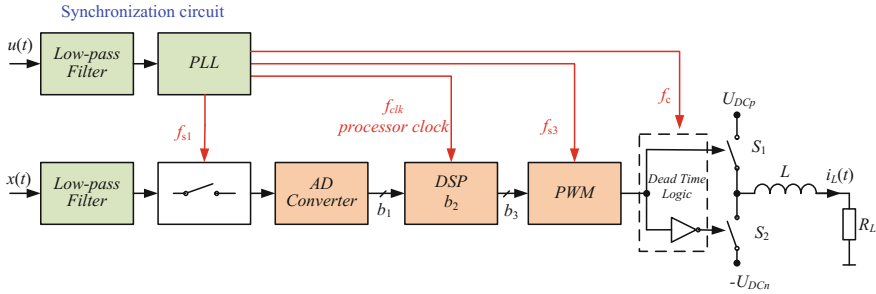 Synchronization circuit
u(t)
Low-pass
Filter
PLL
f_s1
f_clk
processor clock
f_s3
f_c
U_DCp
x(t)
Low-pass
Filter
AD
Converter
b_1
DSP
b_2
b_3
PWM
Dead Time
Logic
S_1
L
i_L(t)
S_2
R_L
-U_DCn